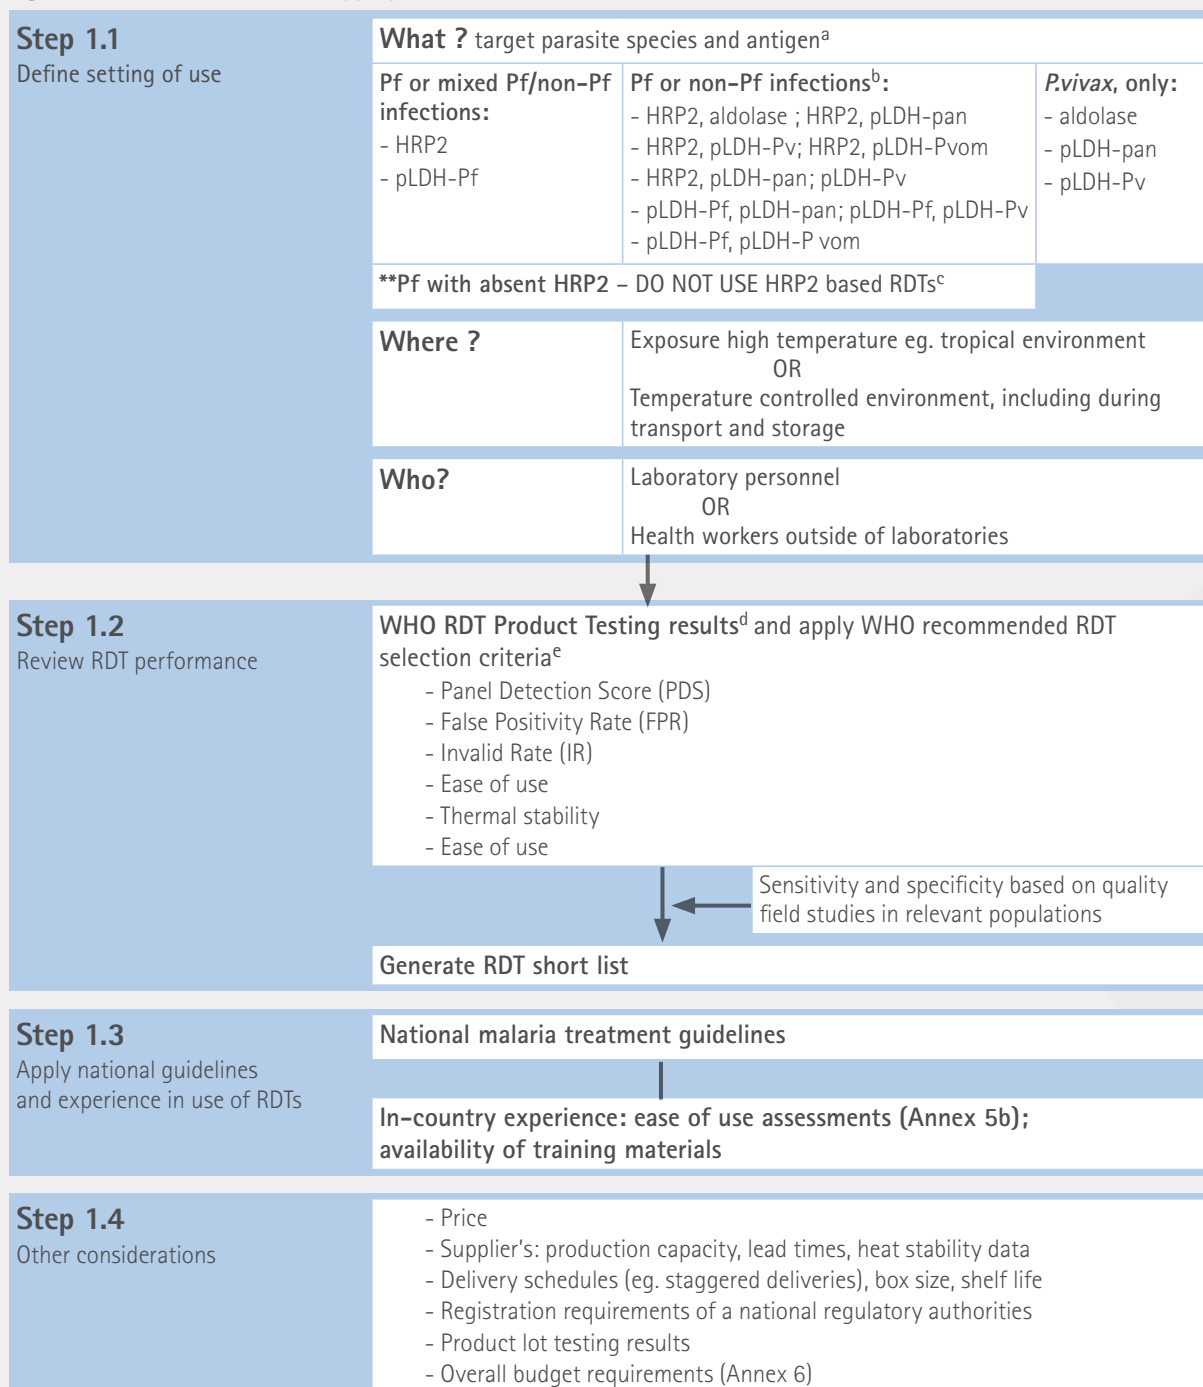 Step 1.1
Define setting of use
What ? target parasite species and antigenᵃ
Pf or mixed Pf/non-Pf
infections:
- HRP2
- pLDH-Pf
Pf or non-Pf infectionsᵇ:
- HRP2, aldolase ; HRP2, pLDH-pan
- HRP2, pLDH-Pv; HRP2, pLDH-Pvom
- HRP2, pLDH-pan; pLDH-Pv
- pLDH-Pf, pLDH-pan; pLDH-Pf, pLDH-Pv
- pLDH-Pf, pLDH-P vom
P.vivax, only:
- aldolase
- pLDH-pan
- pLDH-Pv
**Pf with absent HRP2 – DO NOT USE HRP2 based RDTsᶜ
Where ?
Exposure high temperature eg. tropical environment
OR
Temperature controlled environment, including during
transport and storage
Who?
Laboratory personnel
OR
Health workers outside of laboratories
Step 1.2
Review RDT performance
WHO RDT Product Testing resultsᵈ and apply WHO recommended RDT
selection criteriaᵉ
- Panel Detection Score (PDS)
- False Positivity Rate (FPR)
- Invalid Rate (IR)
- Ease of use
- Thermal stability
- Ease of use
Sensitivity and specificity based on quality
field studies in relevant populations
Generate RDT short list
Step 1.3
Apply national guidelines
and experience in use of RDTs
National malaria treatment guidelines
In-country experience: ease of use assessments (Annex 5b);
availability of training materials
Step 1.4
Other considerations
- Price
- Supplier's: production capacity, lead times, heat stability data
- Delivery schedules (eg. staggered deliveries), box size, shelf life
- Registration requirements of a national regulatory authorities
- Product lot testing results
- Overall budget requirements (Annex 6)